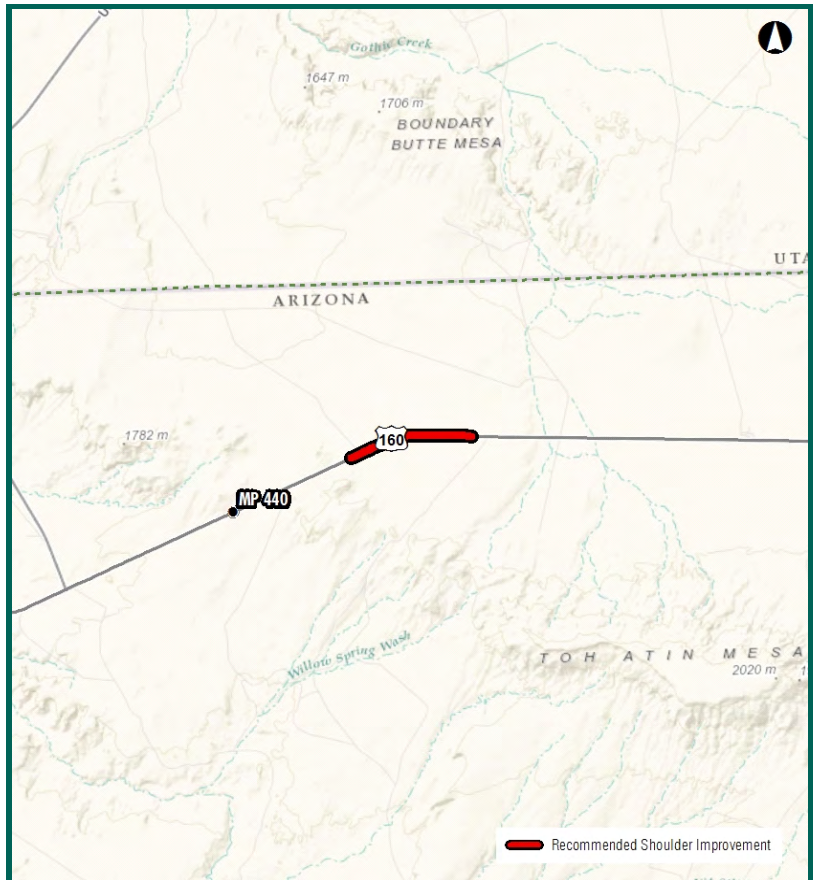 Gothic Creek
1647 m
1706 m
BOUNDARY
BUTTE MESA
UTA
ARIZONA
1782 m
160
MP 440
Willow Spring Wash
TOH ATIN MESA
2020 m
Recommended Shoulder Improvement